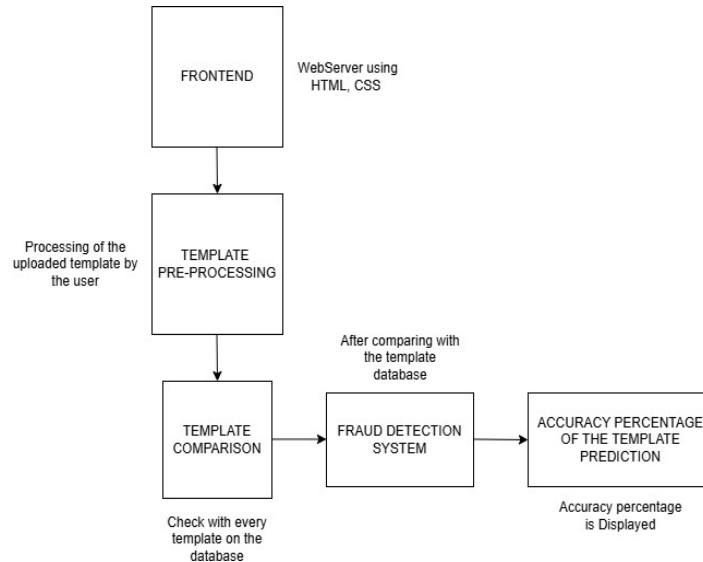 FRONTEND
WebServer using
HTML, CSS
Processing of the
uploaded template by
the user
TEMPLATE
PRE-PROCESSING
After comparing with
the template
database
TEMPLATE
COMPARISON
FRAUD DETECTION
SYSTEM
ACCURACY PERCENTAGE
OF THE TEMPLATE
PREDICTION
Check with every
template on the
database
Accuracy percentage
is Displayed